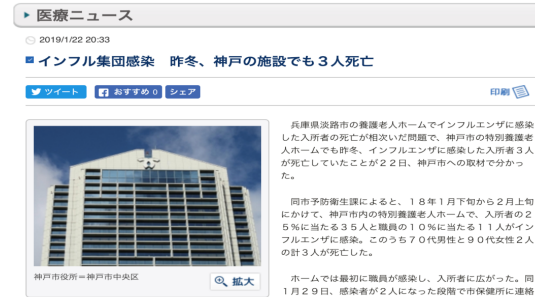 医療ニュース
2019/1/22 20:33
インフル集団感染　昨冬、神戸の施設でも３人死亡
ツイート
おすすめ 0
シェア
印刷
兵庫県淡路市の養護老人ホームでインフルエンザに感染
した入所者の死亡が相次いだ問題で、神戸市の特別養護老
人ホームでも昨冬、インフルエンザに感染した入所者３人
が死亡していたことが２２日、神戸市への取材で分かっ
た。
同市予防衛生課によると、１８年１月下旬から２月上旬
にかけて、神戸市内の特別養護老人ホームで、入所者の２
５％に当たる３５人と職員の１０％に当たる１１人がイン
フルエンザに感染。このうち７０代男性と９０代女性２人
の計３人が死亡した。
ホームでは最初に職員が感染し、入所者に広がった。同
１月２９日、感染者が２人になった段階で市保健所に連絡
神戸市役所＝神戸市中央区
拡大